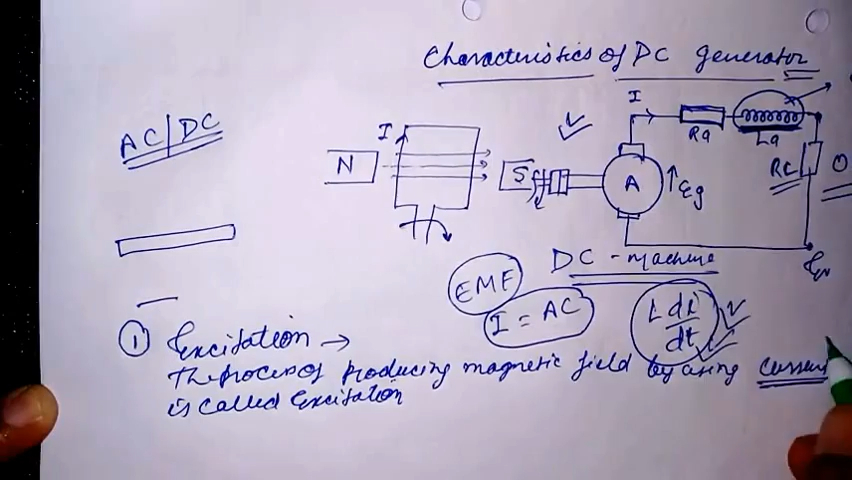 Characteristics of DC generator
AC/DC
I
N
S
I
Ra
La
RC
A
Eg
DC - machine
EMF
I = AC
L di/dt
① Excitation →
The process of producing magnetic field by using current
is called Excitation